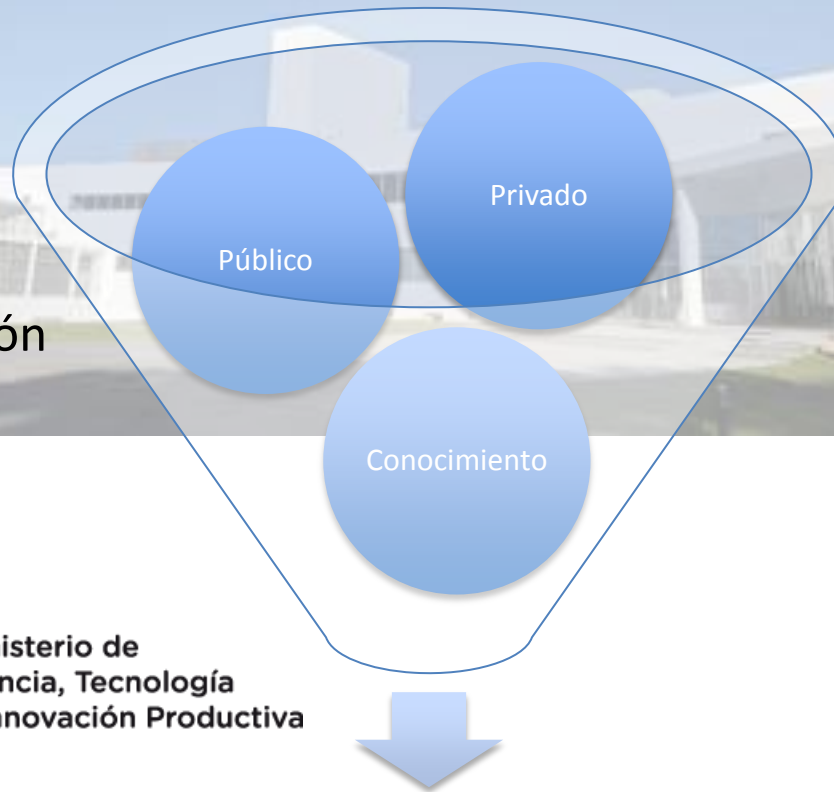 Privado
Público
ón
Conocimiento
isterio de
ncia, Tecnología
nnovación Productiva